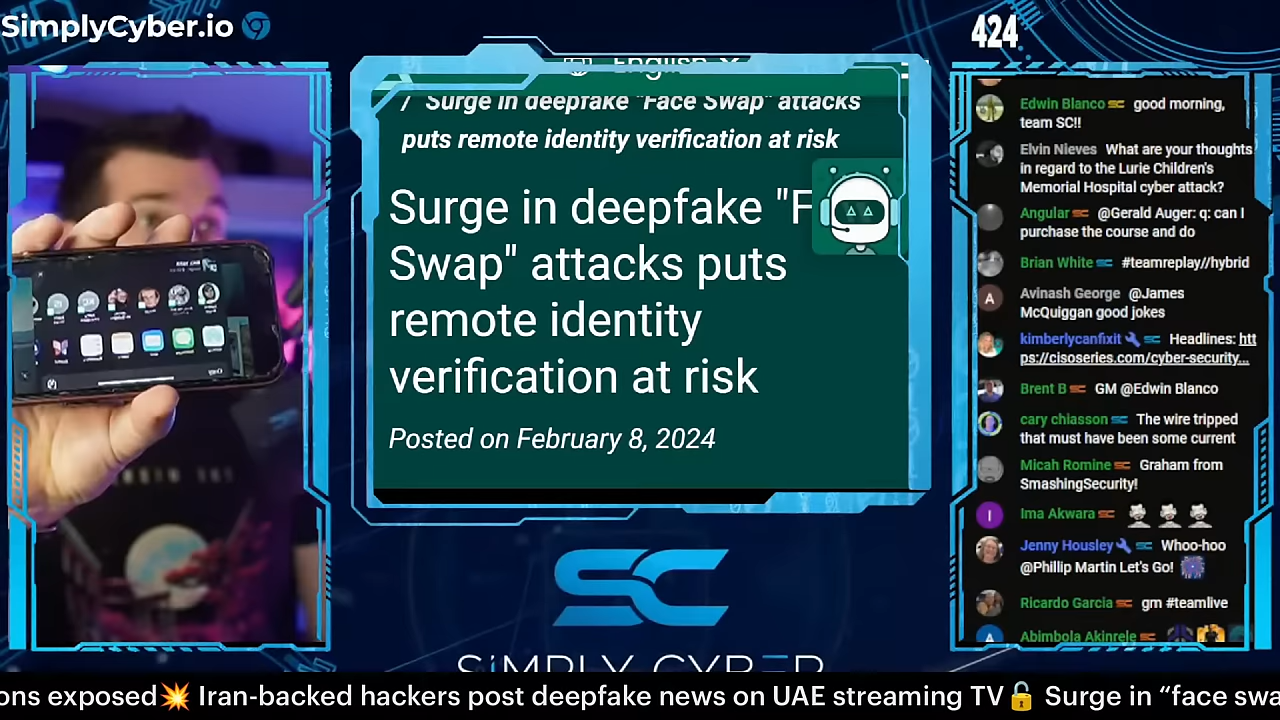 SimplyCyber.io
424
English
/ Surge in deepfake "Face Swap" attacks
puts remote identity verification at risk
Surge in deepfake "F
Swap" attacks puts
remote identity
verification at risk
Posted on February 8, 2024
SC
SIMPLY CYBER
Edwin Blanco good morning,
team SC!!
Elvin Nieves What are your thoughts
in regard to the Lurie Children's
Memorial Hospital cyber attack?
Angular @Gerald Auger: q: can I
purchase the course and do
Brian White #teamreplay//hybrid
A
Avinash George @James
McQuiggan good jokes
kimberlycanfixit Headlines: htt
ps://cisoseries.com/cyber-security...
Brent B GM @Edwin Blanco
cary chiasson The wire tripped
that must have been some current
Micah Romine Graham from
SmashingSecurity!
I
Ima Akwara
Jenny Housley Whoo-hoo
@Phillip Martin Let's Go!
Ricardo Garcia gm #teamlive
A
Abimbola Akinrele
ons exposed💥 Iran-backed hackers post deepfake news on UAE streaming TV🔓 Surge in “face swa